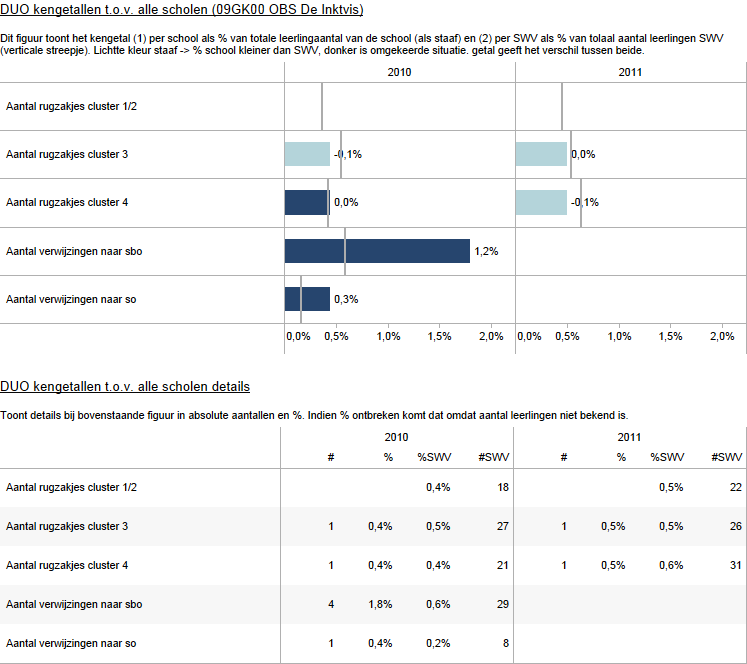 DUO kengetallen t.o.v. alle scholen (09GK00 OBS De Inktvis)
Dit figuur toont het kengetal (1) per school als % van totale leerlingaantal van de school (als staaf) en (2) per SWV als % van tolaal aantal leerlingen SWV
(verticale streepje). Lichtte kleur staaf -> % school kleiner dan SWV, donker is omgekeerde situatie. getal geeft het verschil tussen beide.
2010 2011
Aantal rugzakjes cluster 1/2
Aantal rugzakjes cluster 3 -0,1% 0,0%
Aantal rugzakjes cluster 4 0,0% -0,1%
Aantal verwijzingen naar sbo 1,2%
Aantal verwijzingen naar so 0,3%
0,0% 0,5% 1,0% 1,5% 2,0% 0,0% 0,5% 1,0% 1,5% 2,0%
DUO kengetallen t.o.v. alle scholen details
Toont details bij bovenstaande figuur in absolute aantallen en %. Indien % ontbreken komt dat omdat aantal leerlingen niet bekend is.
2010 2011
# % %SWV #SWV # % %SWV #SWV
Aantal rugzakjes cluster 1/2 0,4% 18 0,5% 22
Aantal rugzakjes cluster 3 1 0,4% 0,5% 27 1 0,5% 0,5% 26
Aantal rugzakjes cluster 4 1 0,4% 0,4% 21 1 0,5% 0,6% 31
Aantal verwijzingen naar sbo 4 1,8% 0,6% 29
Aantal verwijzingen naar so 1 0,4% 0,2% 8